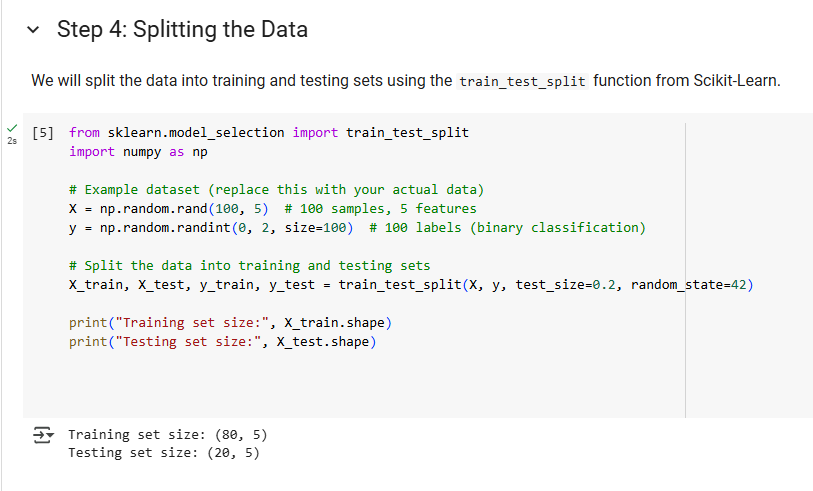 Step 4: Splitting the Data
We will split the data into training and testing sets using the train_test_split function from Scikit-Learn.
[5] from sklearn.model_selection import train_test_split
2s
import numpy as np
# Example dataset (replace this with your actual data)
X = np.random.rand(100, 5)  # 100 samples, 5 features
y = np.random.randint(0, 2, size=100)  # 100 labels (binary classification)
# Split the data into training and testing sets
X_train, X_test, y_train, y_test = train_test_split(X, y, test_size=0.2, random_state=42)
print("Training set size:", X_train.shape)
print("Testing set size:", X_test.shape)
Training set size: (80, 5)
Testing set size: (20, 5)